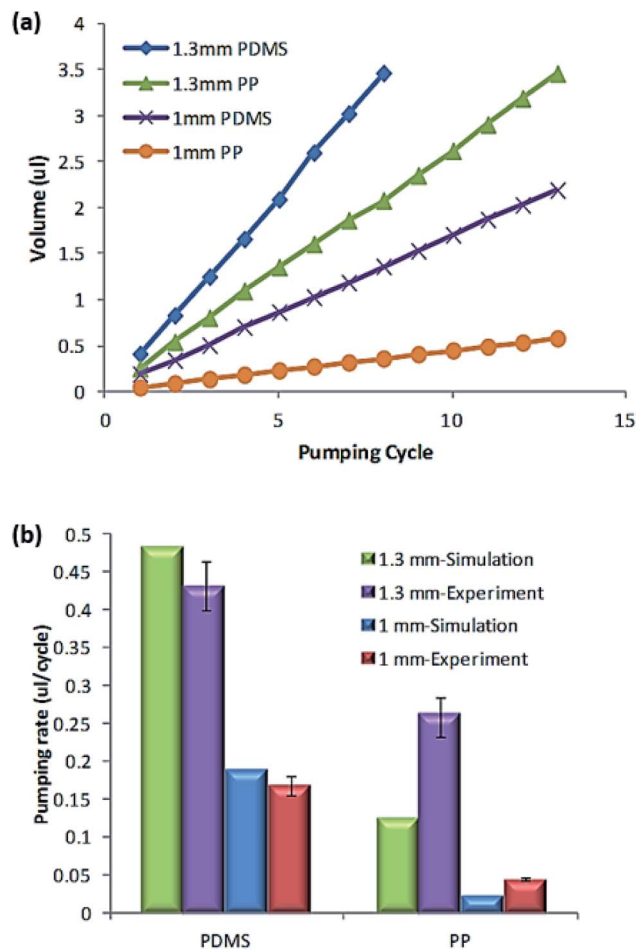 (a)
4
3.5
3
2.5
2
1.5
1
0.5
0
Volume (ul)
1.3mm PDMS
1.3mm PP
1mm PDMS
1mm PP
0 5 10 15
Pumping Cycle
(b)
0.5
0.45
0.4
0.35
0.3
0.25
0.2
0.15
0.1
0.05
0
Pumping rate (ul/cycle)
1.3 mm-Simulation
1.3 mm-Experiment
1 mm-Simulation
1 mm-Experiment
PDMS PP